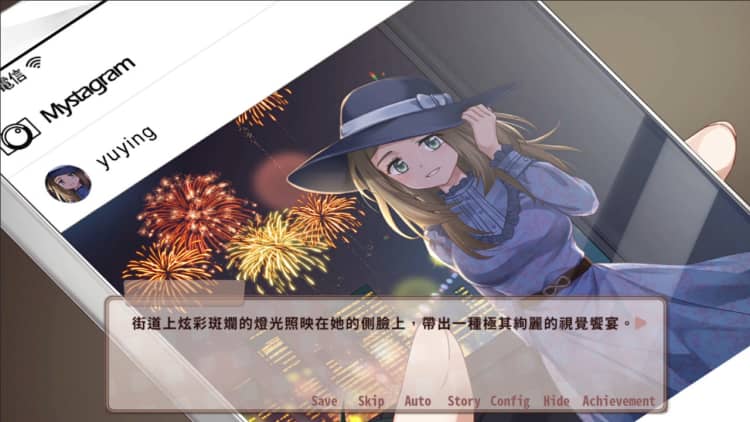 電信
Mystagram
yuying
街道上炫彩斑斕的燈光照映在她的側臉上，帶出一種極其絢麗的視覺饗宴。
Save Skip Auto Story Config Hide Achievement